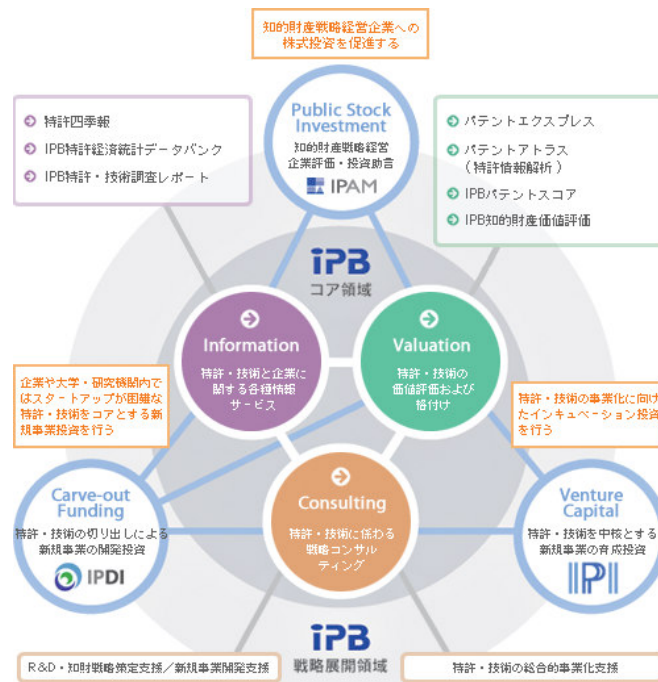 知的財産戦略経営企業への
株式投資を促進する
Public Stock
Investment
知的財産戦略経営
企業評価・投資助言
IPAM
特許四季報
IPB特許経済統計データバンク
IPB特許・技術調査レポート
パテントエクスプレス
パテントアトラス
(特許情報解析)
IPBパテントスコア
IPB知的財産価値評価
iPB
コア領域
Information
特許・技術と企業に
関する各種情報
サービス
Valuation
特許・技術の
価値評価および
格付け
企業や大学・研究機関内で
はスタートアップが困難な
特許・技術をコアとする新
規事業投資を行う
特許・技術の事業化に向け
たインキュベーション投資
を行う
Consulting
特許・技術に係わる
戦略コンサル
ティング
Carve-out
Funding
特許・技術の切り出しによる
新規事業の開発投資
IPDI
Venture
Capital
特許・技術を中核とする
新規事業の育成投資
iPB
戦略展開領域
R&D・知財戦略策定支援／新規事業開発支援
特許・技術の総合的事業化支援